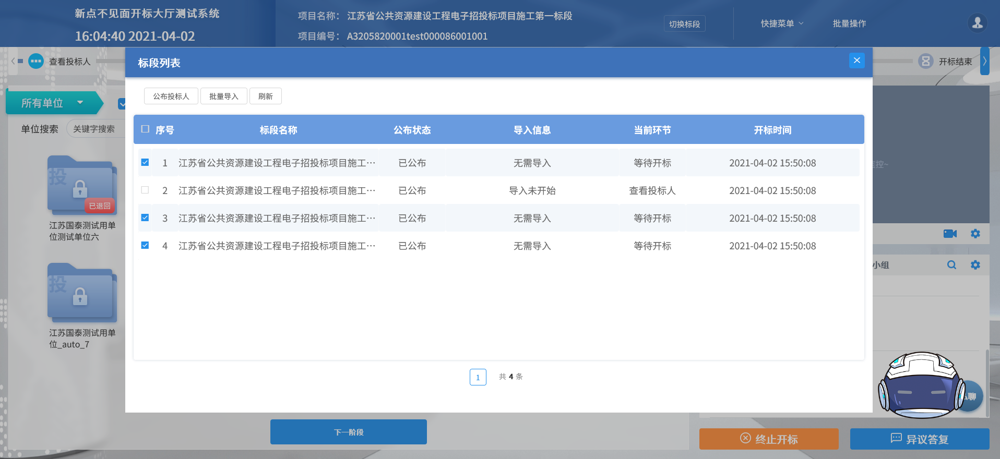 新点不见面开标大厅测试系统
16:04:40 2021-04-02
项目名称： 江苏省公共资源建设工程电子招投标项目施工第一标段
项目编号： A3205820001test000086001001
切换标段
快捷菜单
批量操作
查看投标人
开标结束
标段列表
公布投标人 批量导入 刷新
序号 标段名称 公布状态 导入信息 当前环节 开标时间
1 江苏省公共资源建设工程电子招投标项目施工… 已公布 无需导入 等待开标 2021-04-02 15:50:08
2 江苏省公共资源建设工程电子招投标项目施工… 已公布 导入未开始 查看投标人 2021-04-02 15:50:08
3 江苏省公共资源建设工程电子招投标项目施工… 已公布 无需导入 等待开标 2021-04-02 15:50:08
4 江苏省公共资源建设工程电子招投标项目施工… 已公布 无需导入 等待开标 2021-04-02 15:50:08
1 共 4 条
所有单位
单位搜索 关键字搜索
投
已退回
江苏国泰测试用单
位测试单位六
投
江苏国泰测试用单
位_auto_7
监控~
小组
聊
下一阶段
终止开标
异议答复